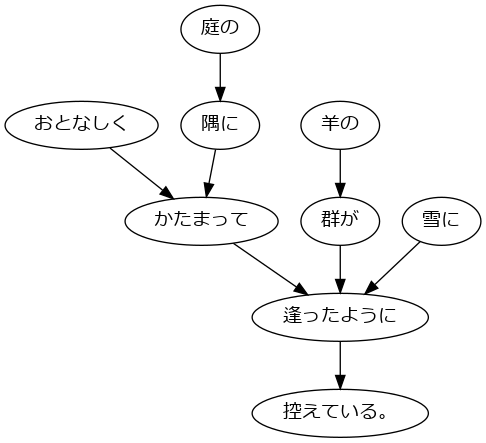 庭の
おとなしく
隅に
羊の
かたまって
群が
雪に
逢ったように
控えている。